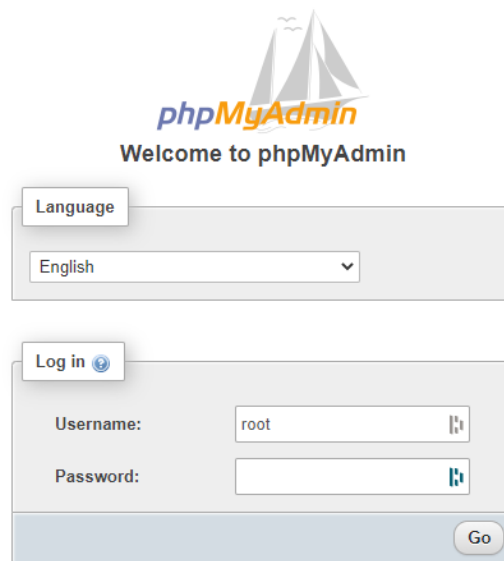 phpMyAdmin
Welcome to phpMyAdmin
Language
English
Log in
Username:
root
Password:
Go